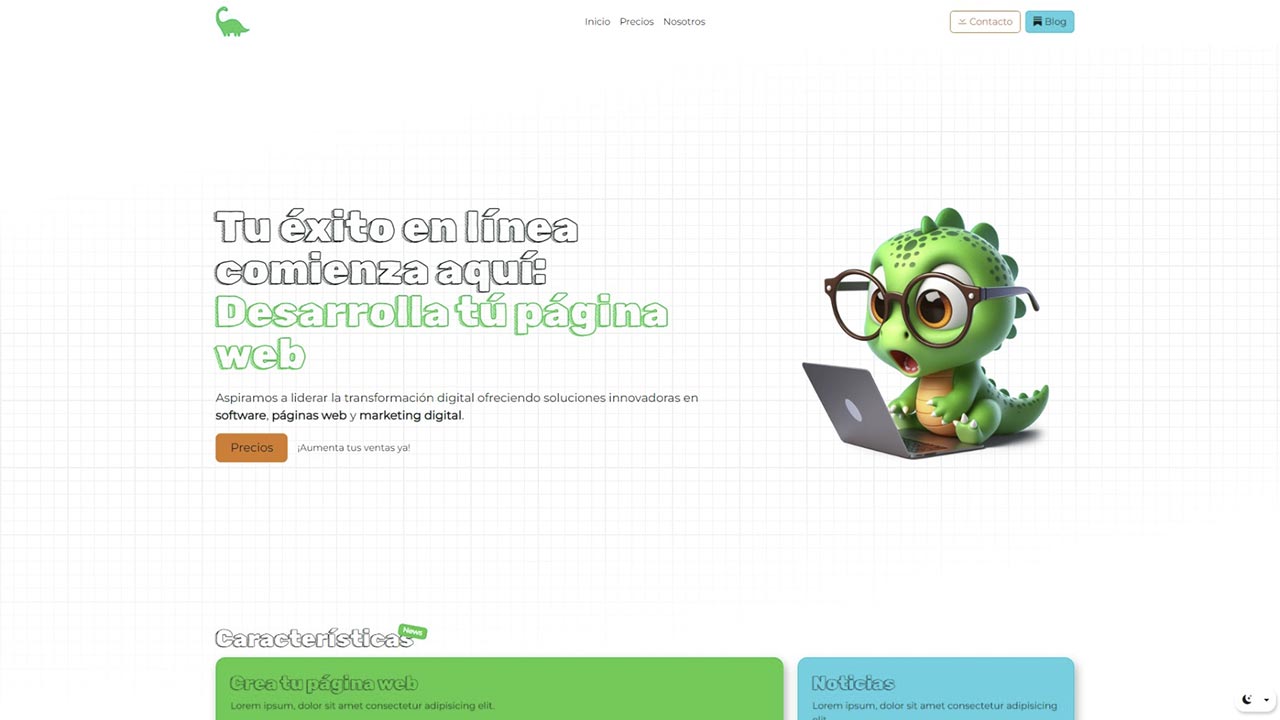 Inicio Precios Nosotros
Contacto Blog
Tu éxito en línea
comienza aquí:
Desarrolla tú página
web
Aspiramos a liderar la transformación digital ofreciendo soluciones innovadoras en
software, páginas web y marketing digital.
Precios ¡Aumenta tus ventas ya!
Características News
Crea tu página web
Lorem ipsum, dolor sit amet consectetur adipisicing elit.
Noticias
Lorem ipsum, dolor sit amet consectetur adipisicing
elit.